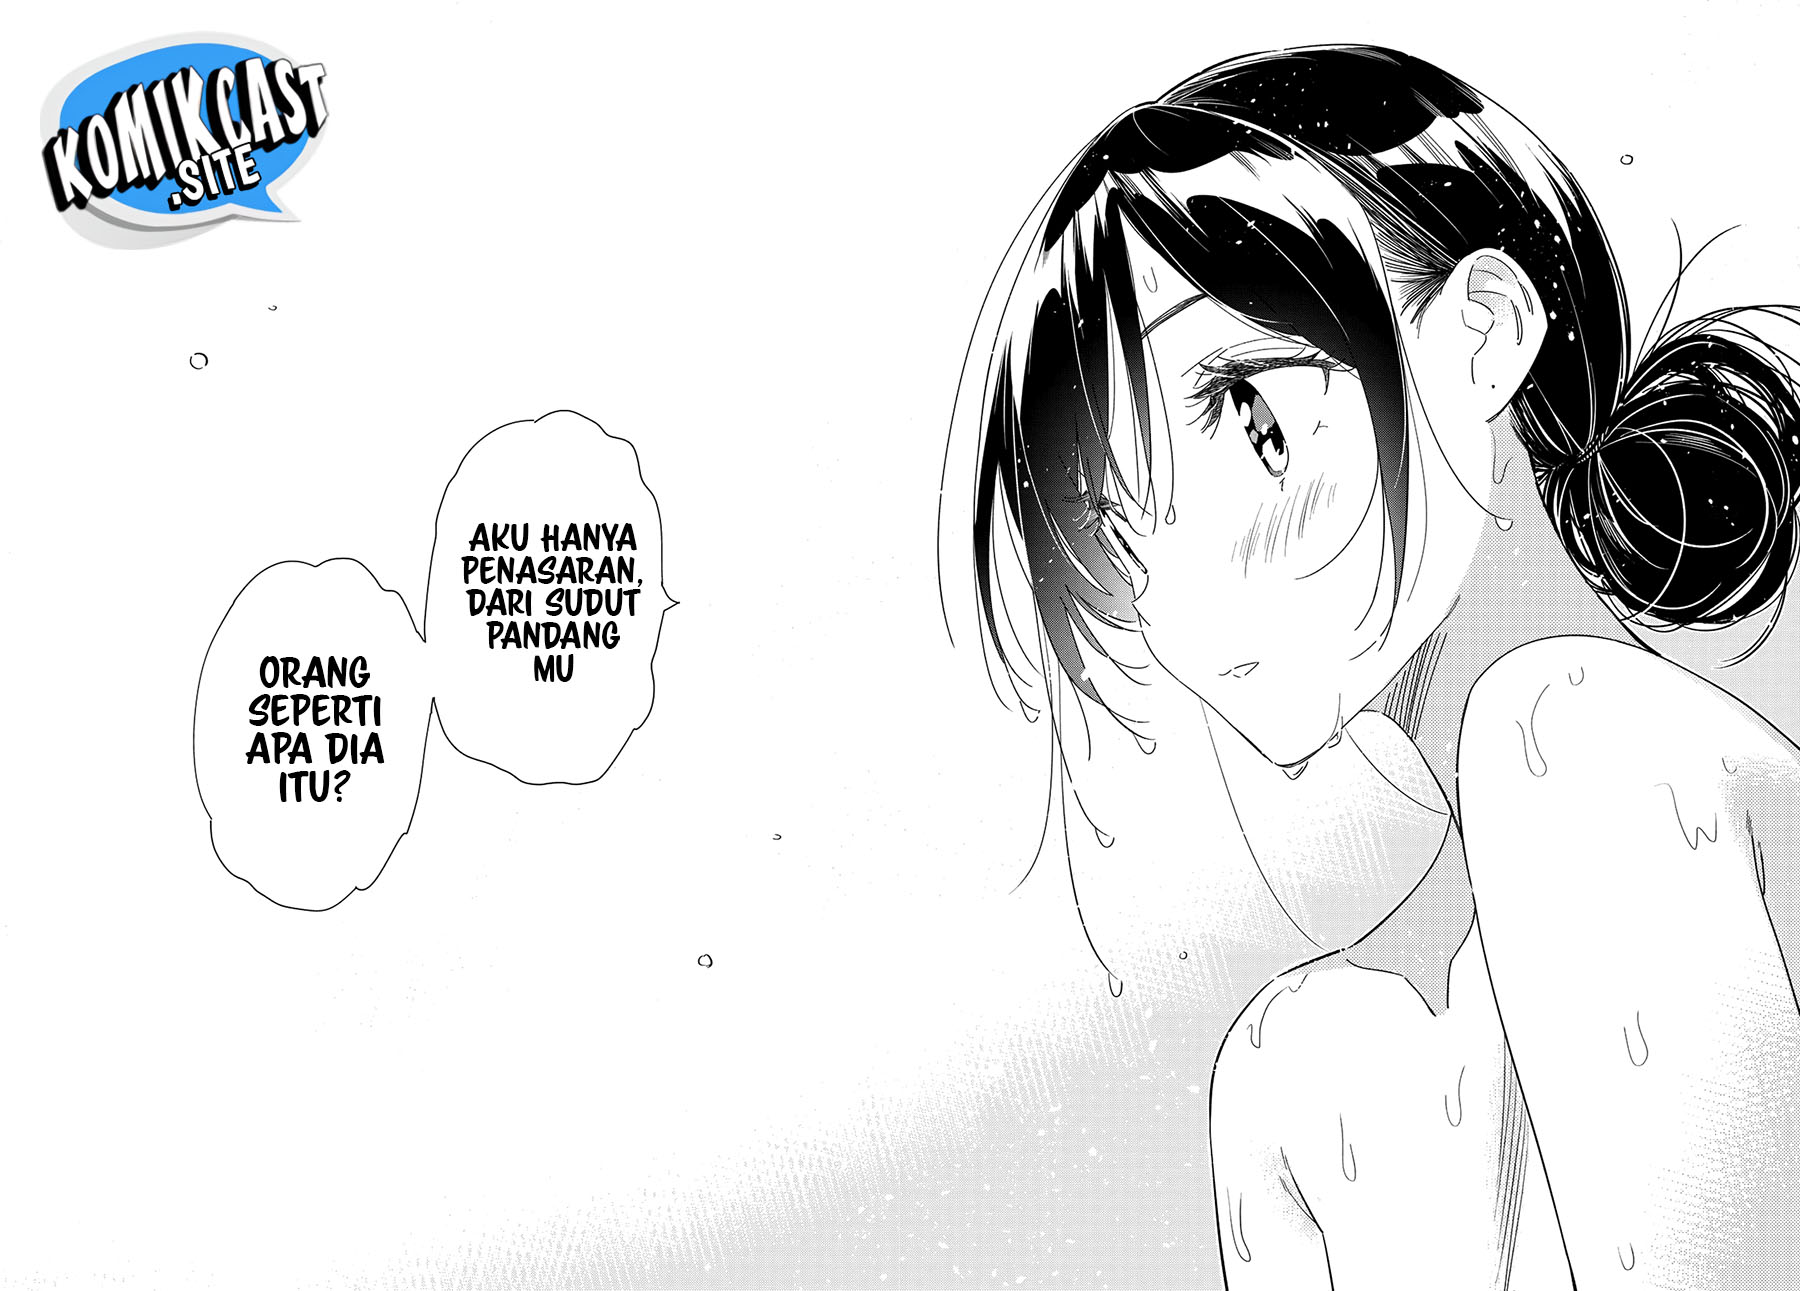 KOMIKCAST
.SITE
AKU HANYA
PENASARAN,
DARI SUDUT
PANDANG
MU
ORANG
SEPERTI
APA DIA
ITU?